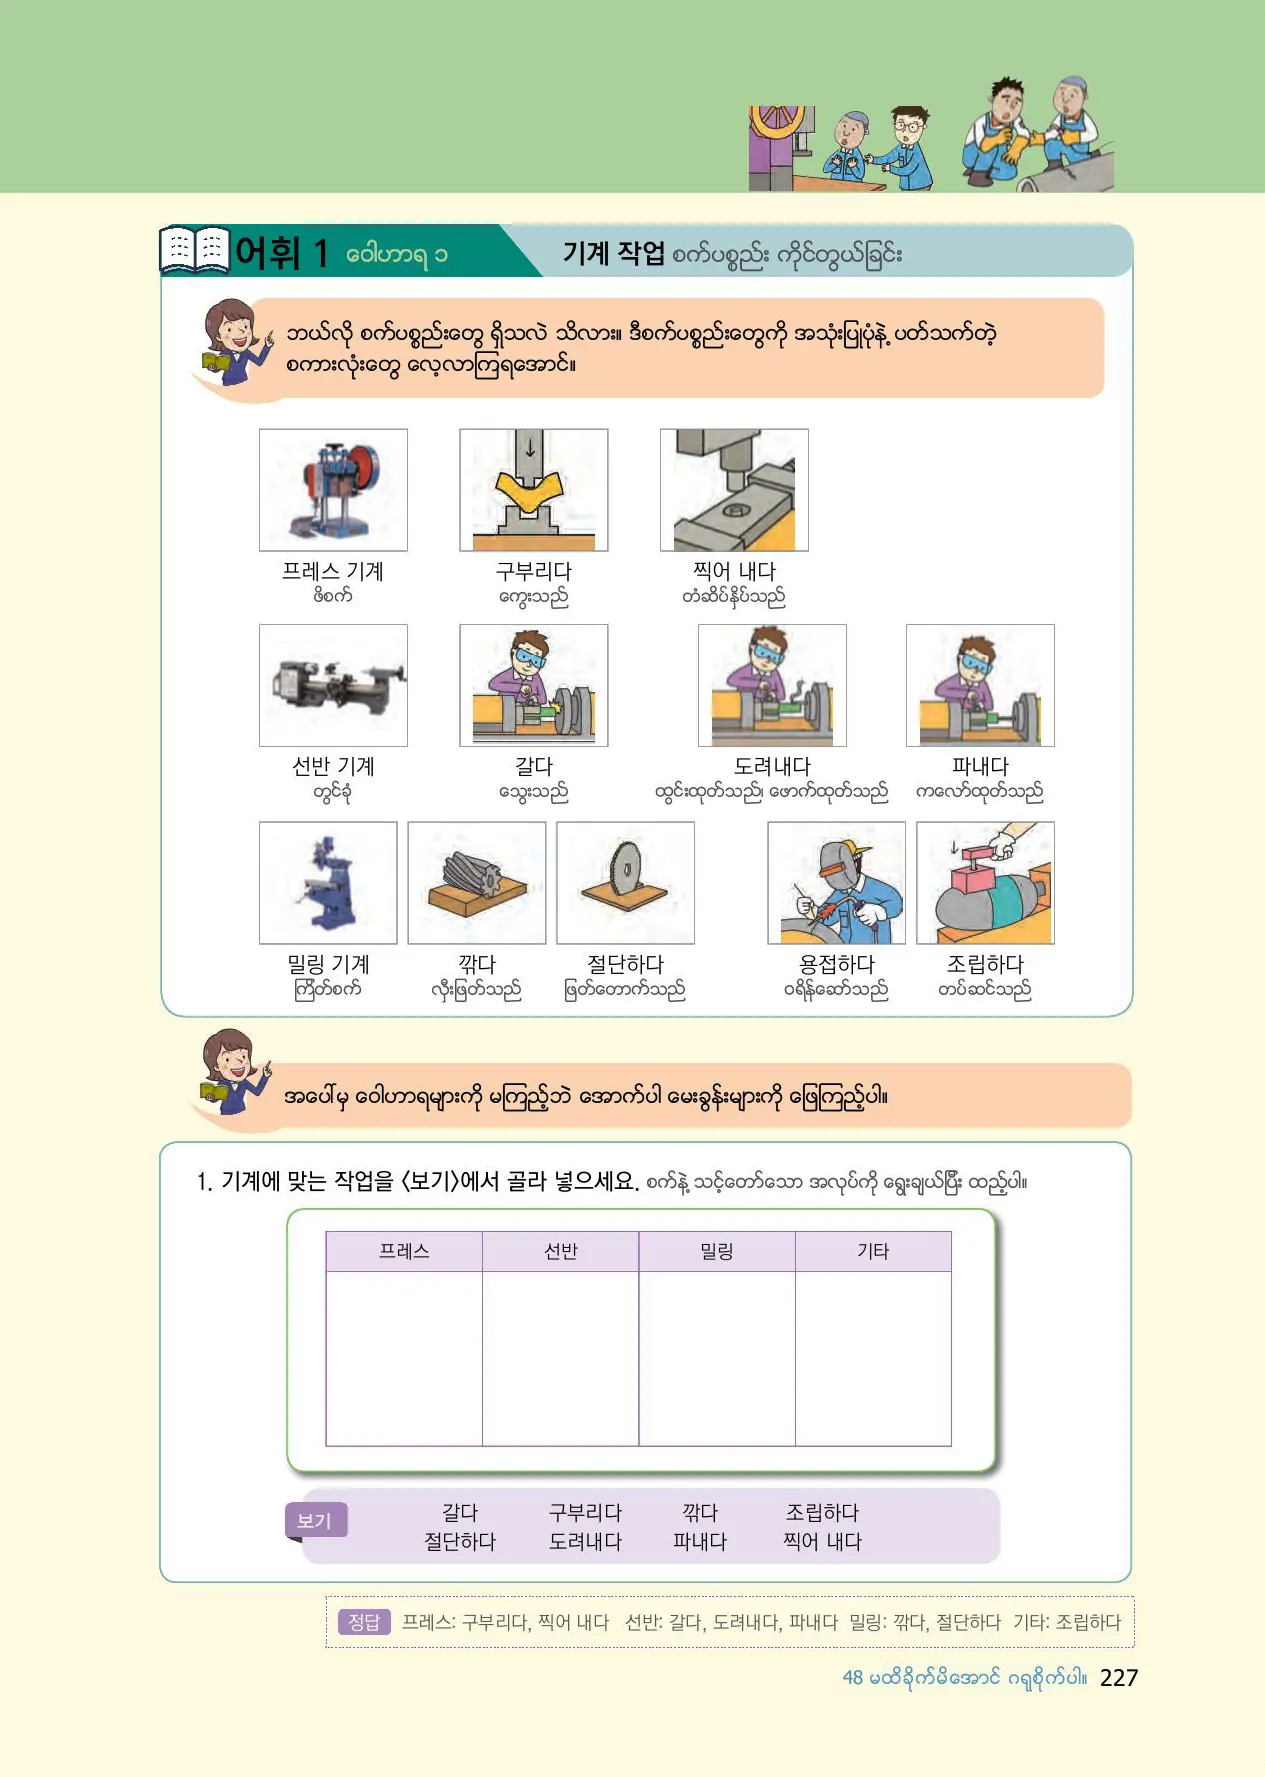 어휘 1 ဝေါဟာရ ၁
기계 작업 စက်ပစ္စည်း ကိုင်တွယ်ခြင်း
ဘယ်လို စက်ပစ္စည်းတွေ ရှိသလဲ သိလား။ ဒီစက်ပစ္စည်းတွေကို အသုံးပြုပုံနဲ့ ပတ်သက်တဲ့
စကားလုံးတွေ လေ့လာကြရအောင်။
프레스 기계 구부리다 찍어 내다
ဖိစက် ကွေးသည် တံဆိပ်နှိပ်သည်
선반 기계 갈다 도려내다 파내다
တွင်ခုံ သွေးသည် ထွင်းထုတ်သည်၊ ဖောက်ထုတ်သည် ကလော်ထုတ်သည်
밀링 기계 깎다 절단하다 용접하다 조립하다
ကြိတ်စက် လှီးဖြတ်သည် ဖြတ်တောက်သည် ဝရိန်ဆော်သည် တပ်ဆင်သည်
အပေါ်မှ ဝေါဟာရများကို မကြည့်ဘဲ အောက်ပါ မေးခွန်းများကို ဖြေကြည့်ပါ။
1. 기계에 맞는 작업을 〈보기〉에서 골라 넣으세요. စက်နဲ့ သင့်တော်သော အလုပ်ကို ရွေးချယ်ပြီး ထည့်ပါ။
프레스 선반 밀링 기타
보기
갈다 구부리다 깎다 조립하다
절단하다 도려내다 파내다 찍어 내다
정답 프레스: 구부리다, 찍어 내다 선반: 갈다, 도려내다, 파내다 밀링: 깎다, 절단하다 기타: 조립하다
48 မထိခိုက်မိအောင် ဂရုစိုက်ပါ။ 227